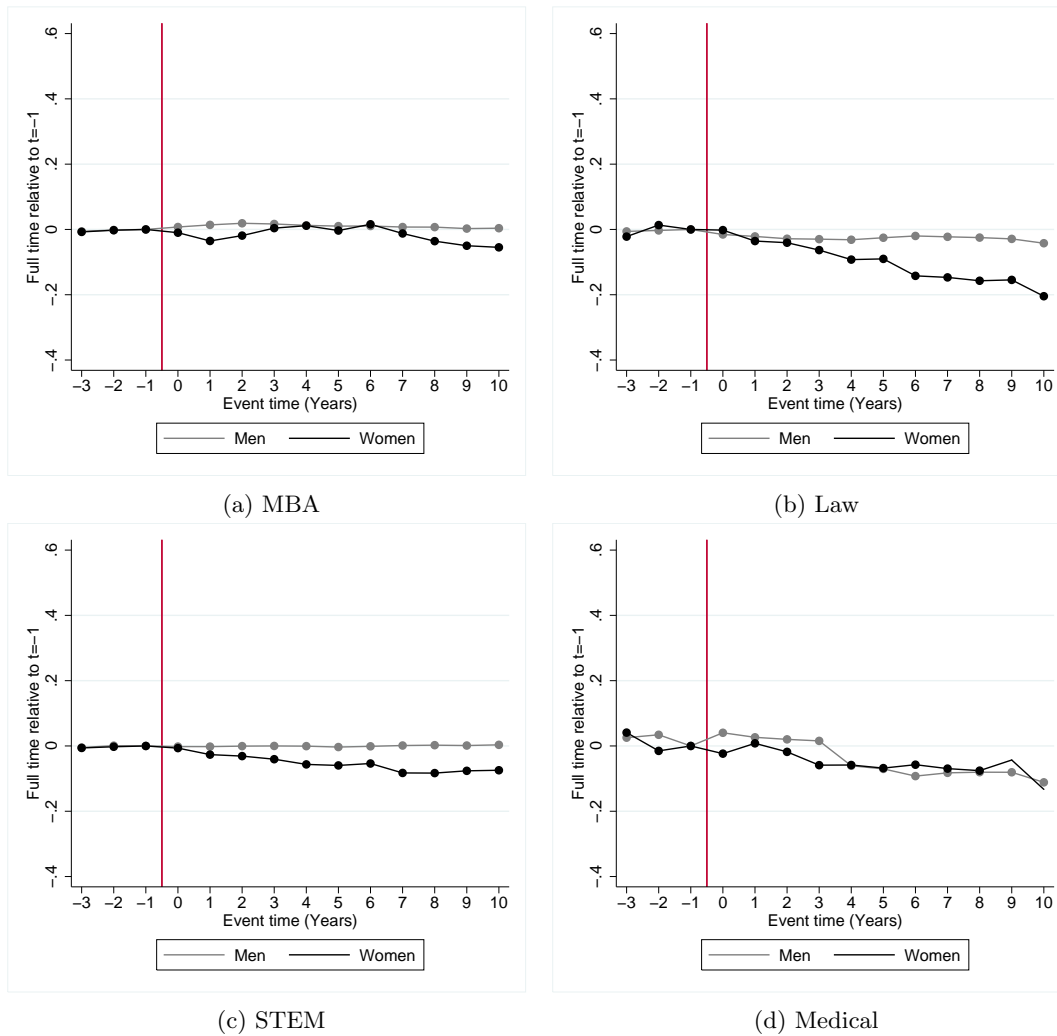 .6
.4
.2
0
−.2
−.4
Full time relative to t=−1
−3 −2 −1 0 1 2 3 4 5 6 7 8 9 10
Event time (Years)
Men Women
(a) MBA
.6
.4
.2
0
−.2
−.4
Full time relative to t=−1
−3 −2 −1 0 1 2 3 4 5 6 7 8 9 10
Event time (Years)
Men Women
(b) Law
.6
.4
.2
0
−.2
−.4
Full time relative to t=−1
−3 −2 −1 0 1 2 3 4 5 6 7 8 9 10
Event time (Years)
Men Women
(c) STEM
.6
.4
.2
0
−.2
−.4
Full time relative to t=−1
−3 −2 −1 0 1 2 3 4 5 6 7 8 9 10
Event time (Years)
Men Women
(d) Medical